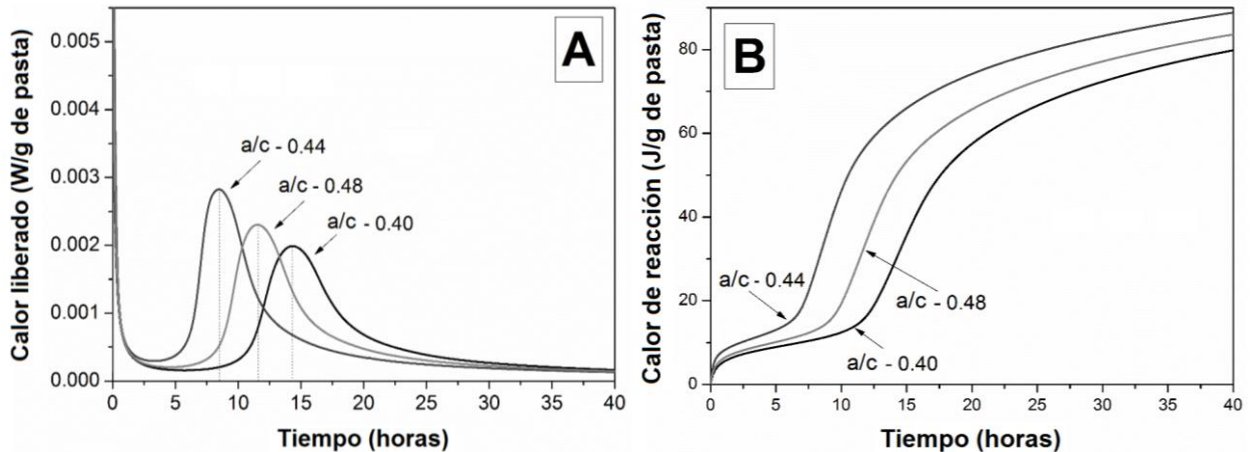 A
Calor liberado (W/g de pasta)
0.005
0.004
0.003
0.002
0.001
0.000
a/c - 0.44
a/c - 0.48
a/c - 0.40
0 5 10 15 20 25 30 35 40
Tiempo (horas)
B
Calor de reacción (J/g de pasta)
80
60
40
20
0
a/c - 0.44
a/c - 0.48
a/c - 0.40
0 5 10 15 20 25 30 35 40
Tiempo (horas)